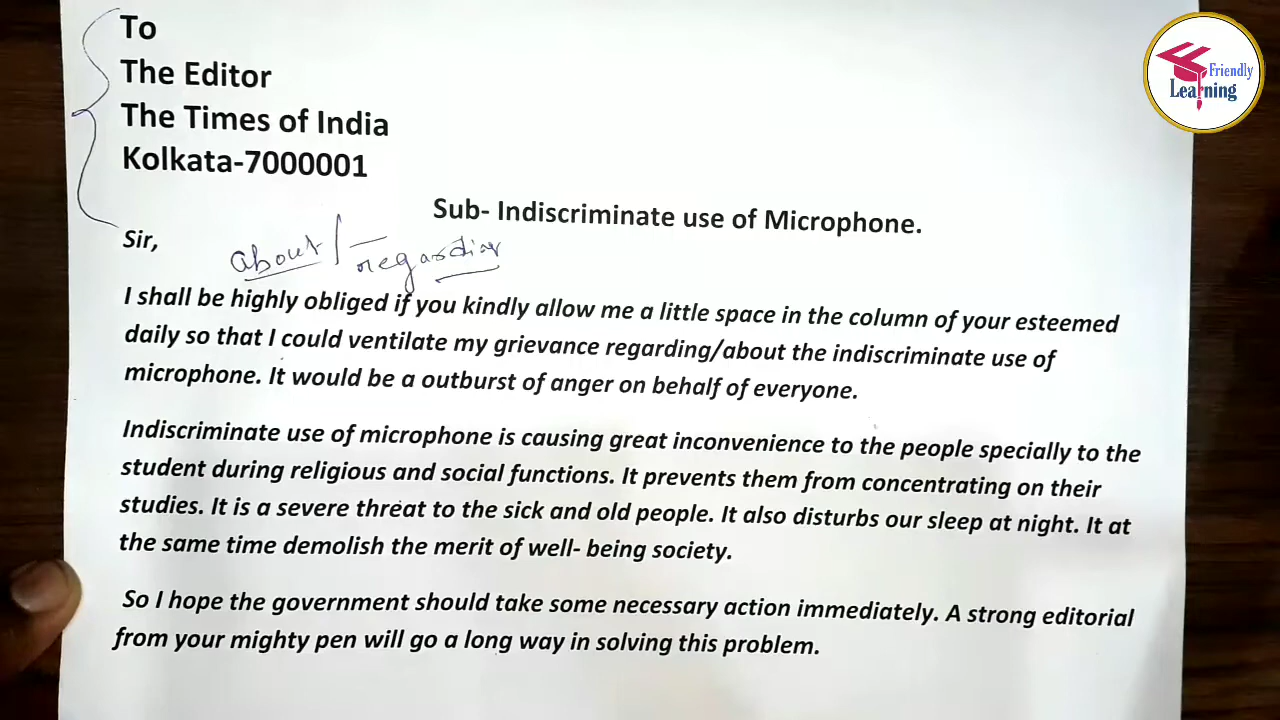 To
The Editor
The Times of India
Kolkata-7000001
Friendly
Learning
Sub- Indiscriminate use of Microphone.
Sir,
about / regarding
I shall be highly obliged if you kindly allow me a little space in the column of your esteemed
daily so that I could ventilate my grievance regarding/about the indiscriminate use of
microphone. It would be a outburst of anger on behalf of everyone.
Indiscriminate use of microphone is causing great inconvenience to the people specially to the
student during religious and social functions. It prevents them from concentrating on their
studies. It is a severe threat to the sick and old people. It also disturbs our sleep at night. It at
the same time demolish the merit of well- being society.
So I hope the government should take some necessary action immediately. A strong editorial
from your mighty pen will go a long way in solving this problem.